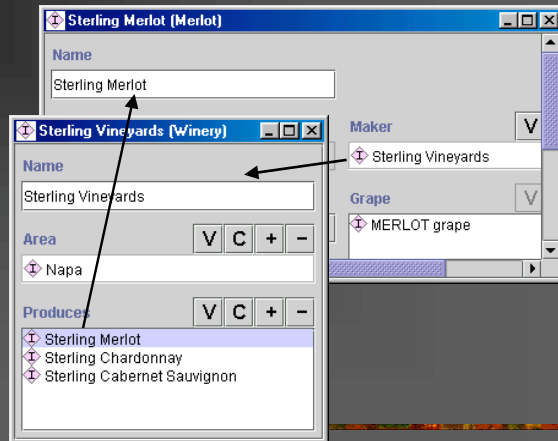 Sterling Merlot (Merlot)
Name
Sterling Merlot
Maker
V
Sterling Vineyards
Grape
V
MERLOT grape
Sterling Vineyards (Winery)
Name
Sterling Vineyards
Area
V C + −
Napa
Produces
V C + −
Sterling Merlot
Sterling Chardonnay
Sterling Cabernet Sauvignon